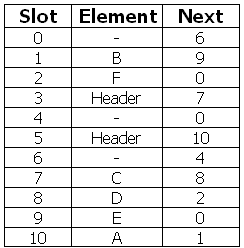 Slot Element Next
0 - 6
1 B 9
2 F 0
3 Header 7
4 - 0
5 Header 10
6 - 4
7 C 8
8 D 2
9 E 0
10 A 1